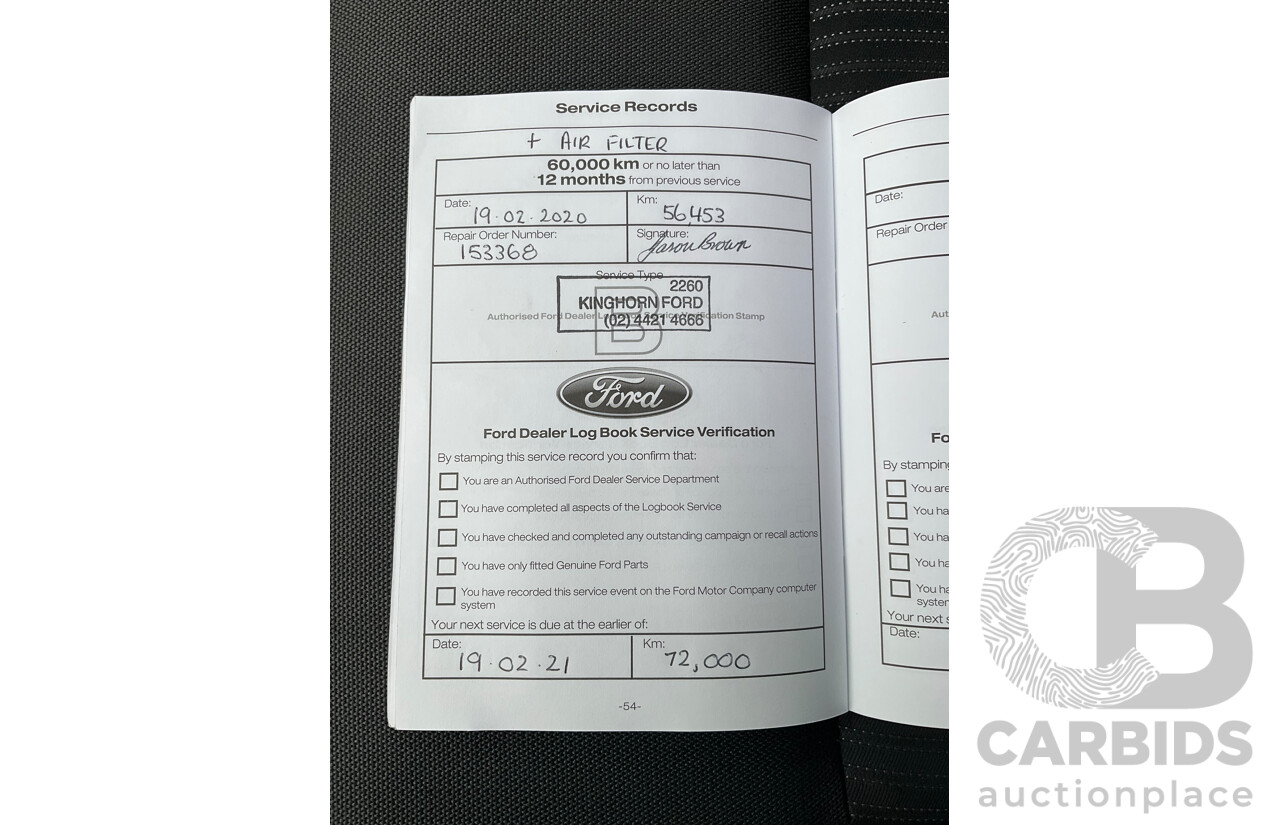 Service Records
+ AIR FILTER
60,000 km or no later than
12 months from previous service
Date: 19.02.2020
Km: 56,453
Repair Order Number: 153368
Signature: Jason Brown
Service Type
B
2260
KINGHORN FORD
(02) 4421 4666
Authorised Ford Dealer Verification Stamp
Ford
Ford Dealer Log Book Service Verification
By stamping this service record you confirm that:
You are an Authorised Ford Dealer Service Department
You have completed all aspects of the Logbook Service
You have checked and completed any outstanding campaign or recall actions
You have only fitted Genuine Ford Parts
You have recorded this service event on the Ford Motor Company computer
system
Your next service is due at the earlier of:
Date: 19.02.21
Km: 72,000
-54-
Date:
Repair Order
Aut
Fo
By stamping
You are
You ha
You ha
You ha
You ha
system
Your next s
Date:
CB
CARBIDS
auctionplace